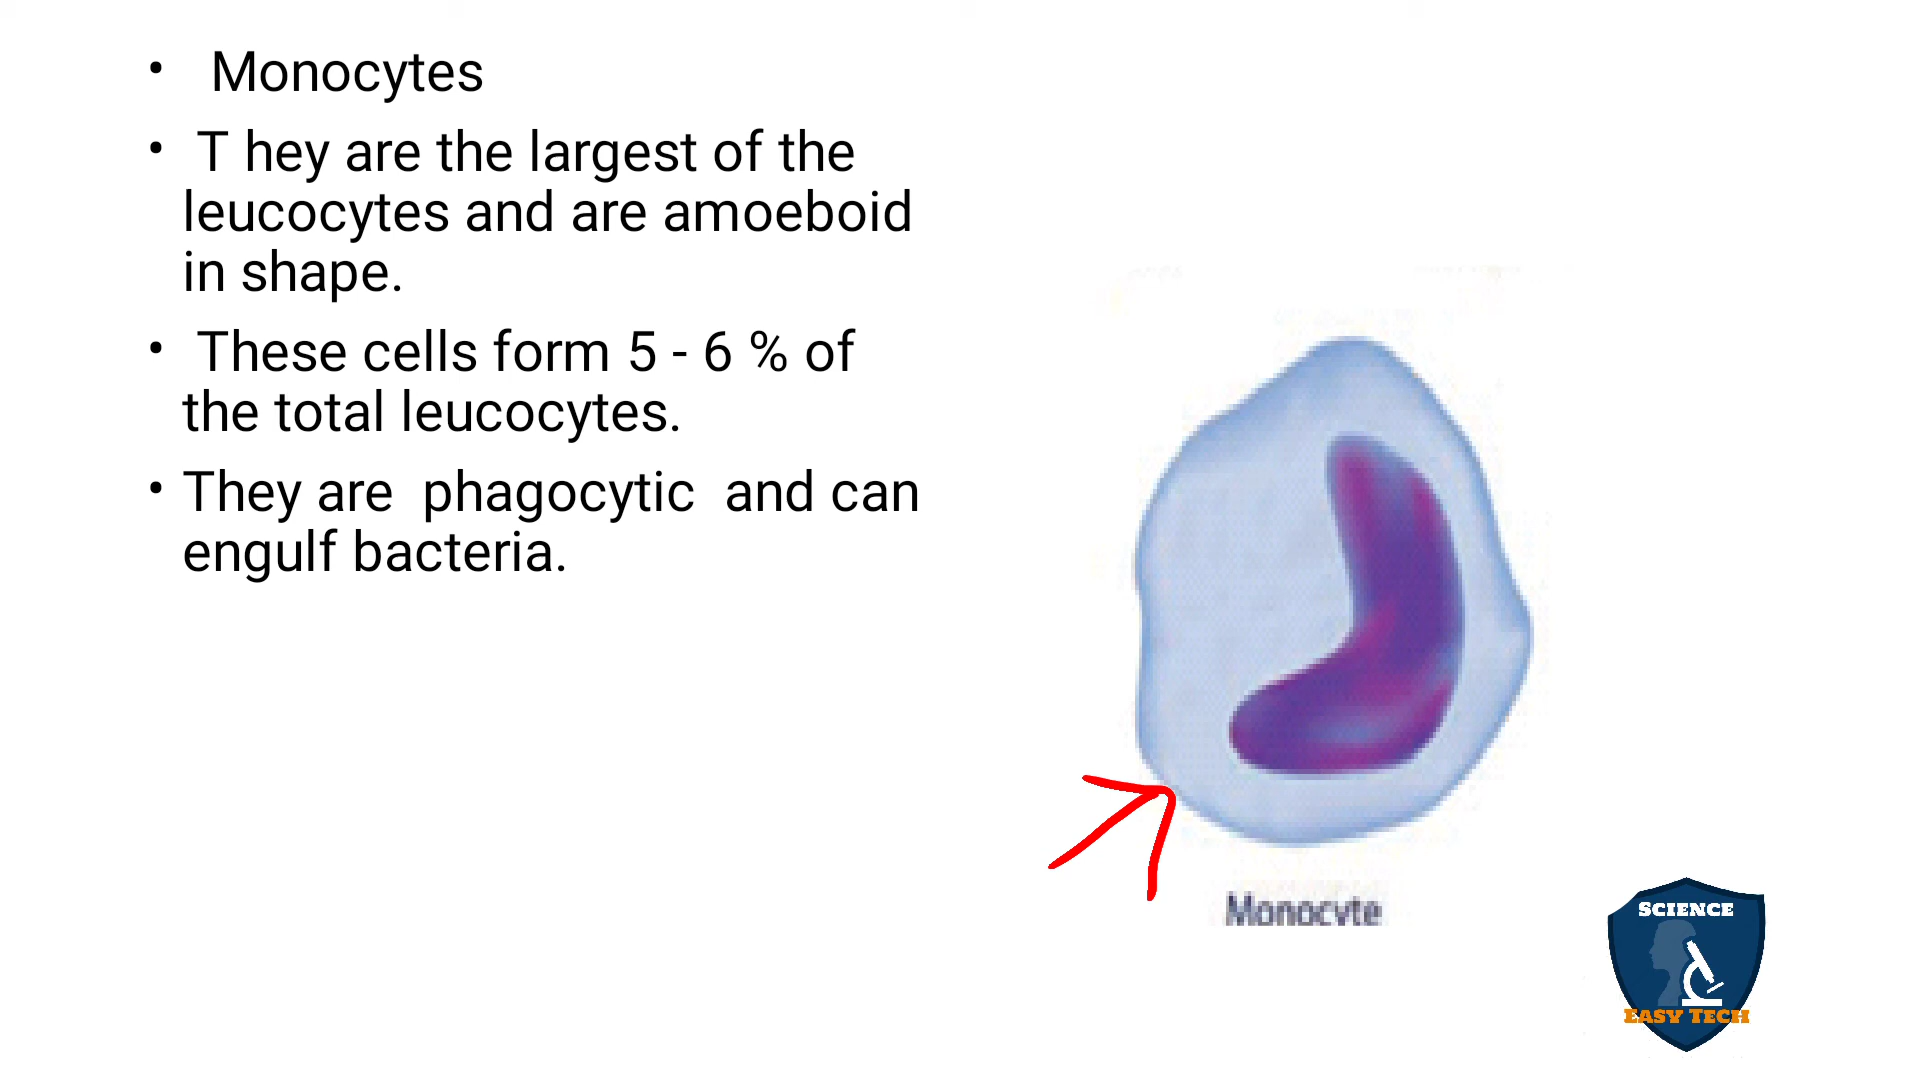 • Monocytes
• T hey are the largest of the
leucocytes and are amoeboid
in shape.
• These cells form 5 - 6 % of
the total leucocytes.
• They are phagocytic and can
engulf bacteria.
Monocyte
SCIENCE
EASY TECH